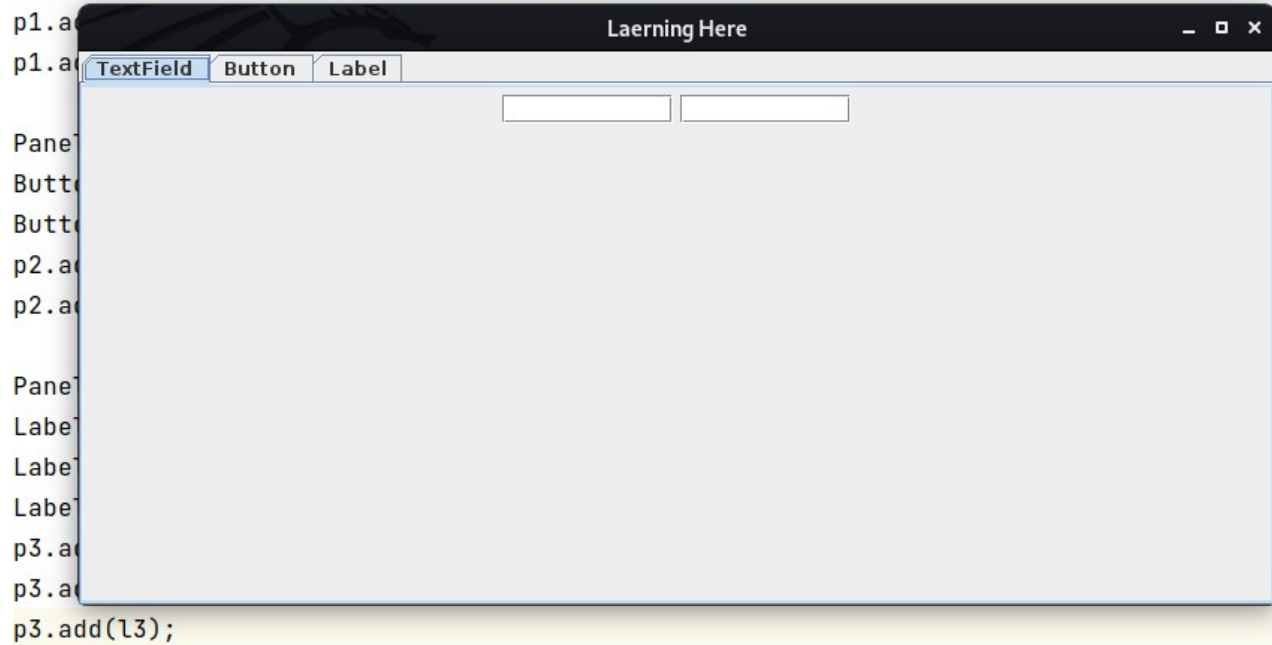 Laerning Here
TextField Button Label
p1.a
p1.a
Pane
Butt
Butt
p2.a
p2.a
Pane
Labe
Labe
Labe
p3.a
p3.a
p3.add(l3);